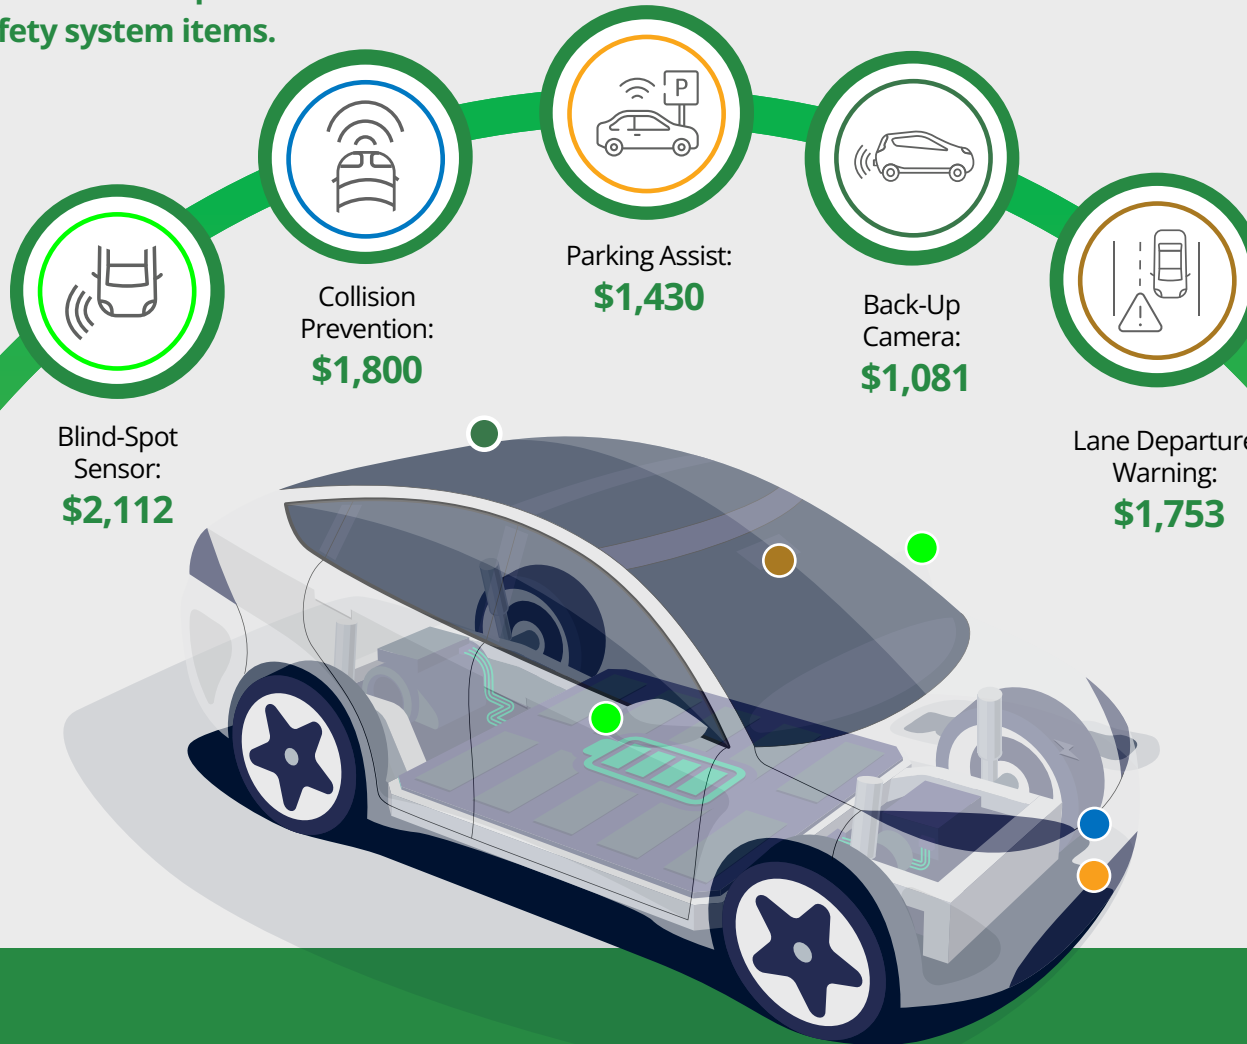 fety system items.
P
Parking Assist:
$1,430
Collision
Prevention:
$1,800
Back-Up
Camera:
$1,081
Blind-Spot
Sensor:
$2,112
Lane Departure
Warning:
$1,753